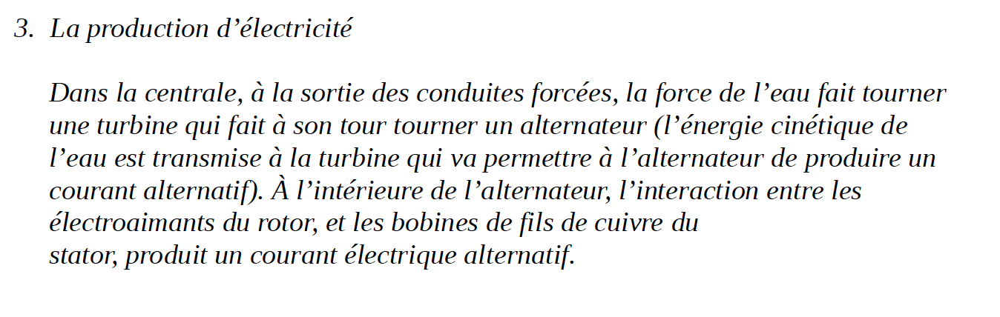 3. La production d’électricité
Dans la centrale, à la sortie des conduites forcées, la force de l’eau fait tourner
une turbine qui fait à son tour tourner un alternateur (l’énergie cinétique de
l’eau est transmise à la turbine qui va permettre à l’alternateur de produire un
courant alternatif). À l’intérieure de l’alternateur, l’interaction entre les
électroaimants du rotor, et les bobines de fils de cuivre du
stator, produit un courant électrique alternatif.